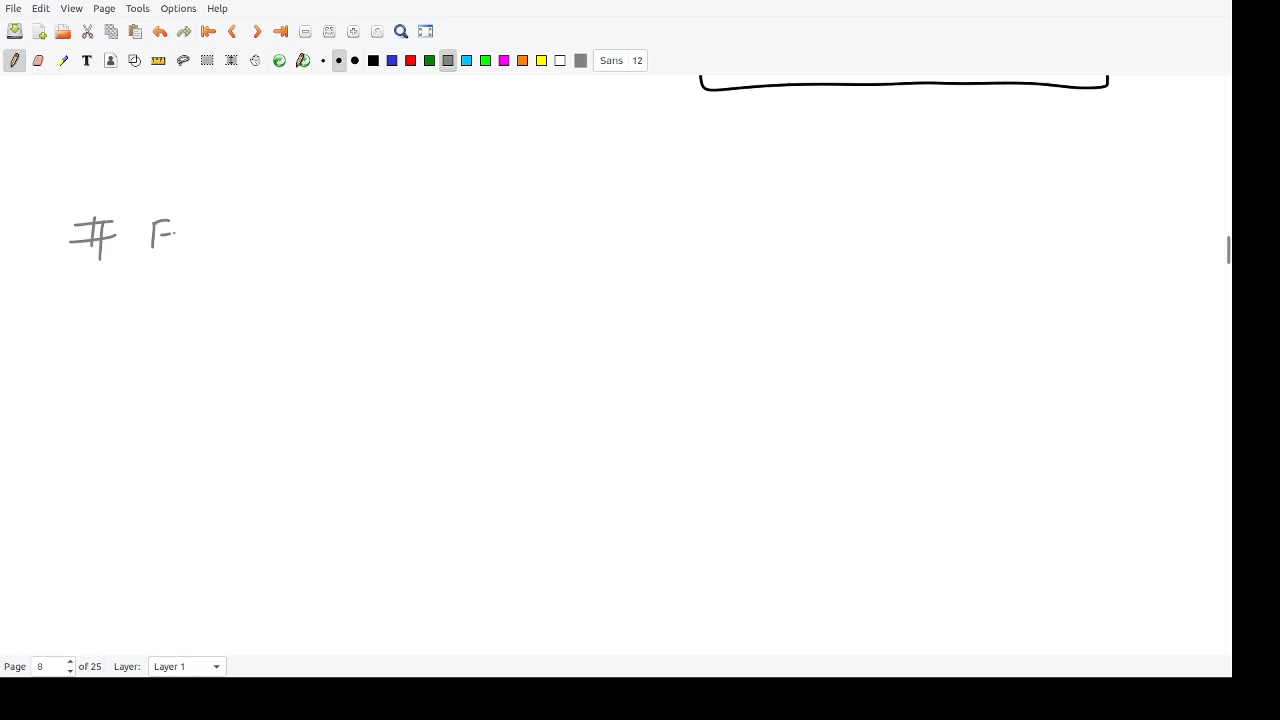 File Edit View Page Tools Options Help
T Sans 12
# F
Page 8 of 25 Layer: Layer 1